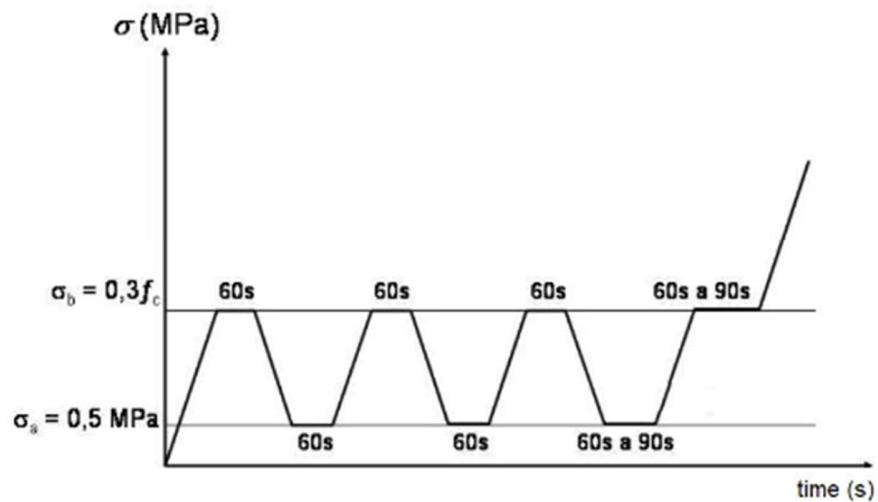 σ (MPa)
60s 60s 60s 60s a 90s
σb = 0,3fc
σa = 0,5 MPa
60s 60s 60s a 90s
time (s)